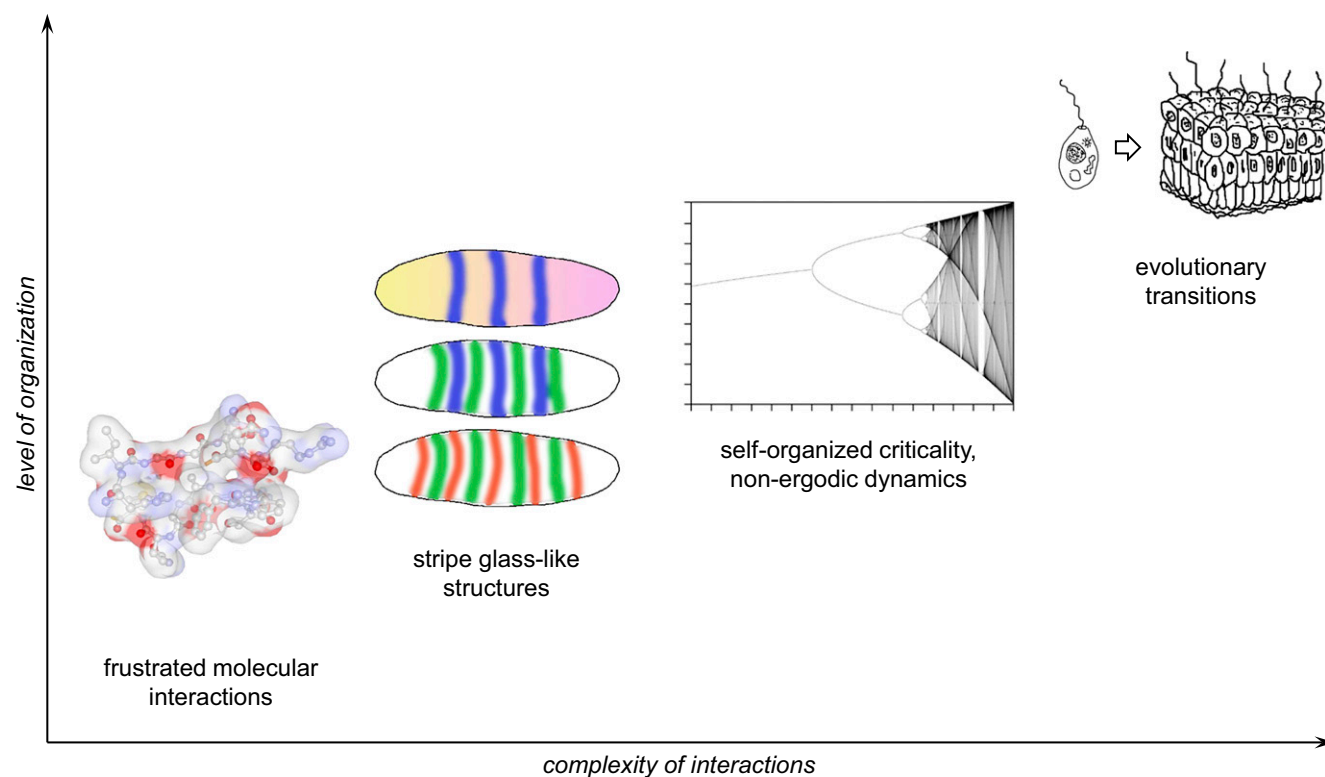 level of organization
evolutionary
transitions
self-organized criticality,
non-ergodic dynamics
stripe glass-like
structures
frustrated molecular
interactions
complexity of interactions